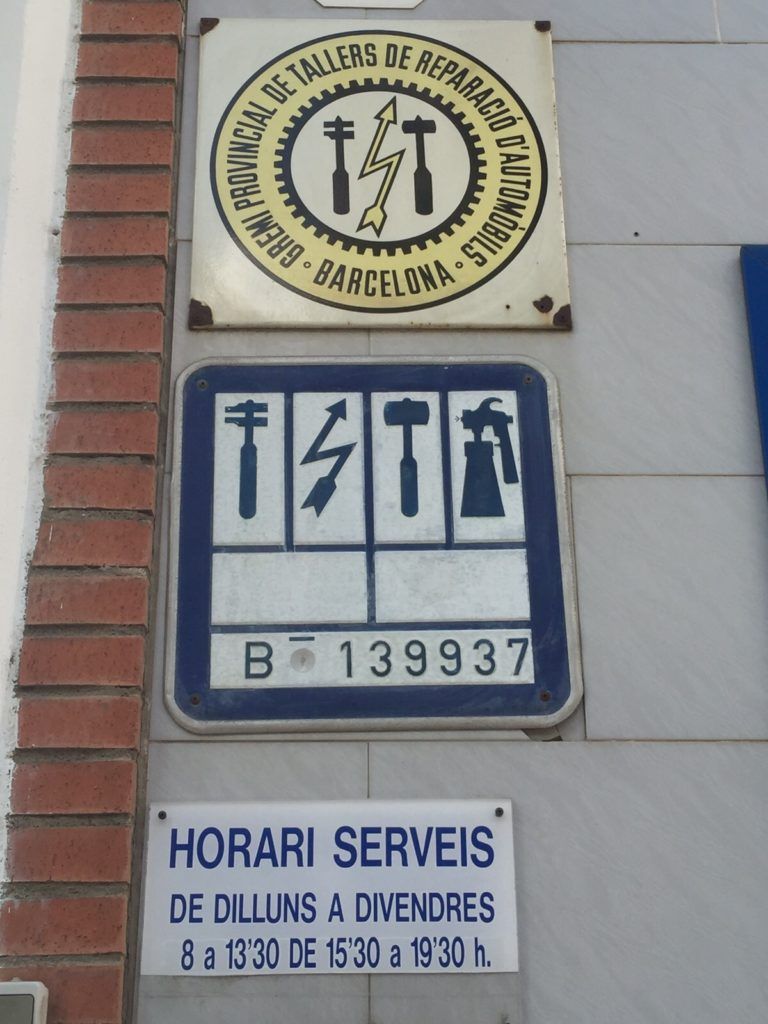 GREMI PROVINCIAL DE TALLERS DE REPARACIÓ D'AUTOMÒBILS
• BARCELONA •
B - 139937
HORARI SERVEIS
DE DILLUNS A DIVENDRES
8 a 13'30 DE 15'30 a 19'30 h.